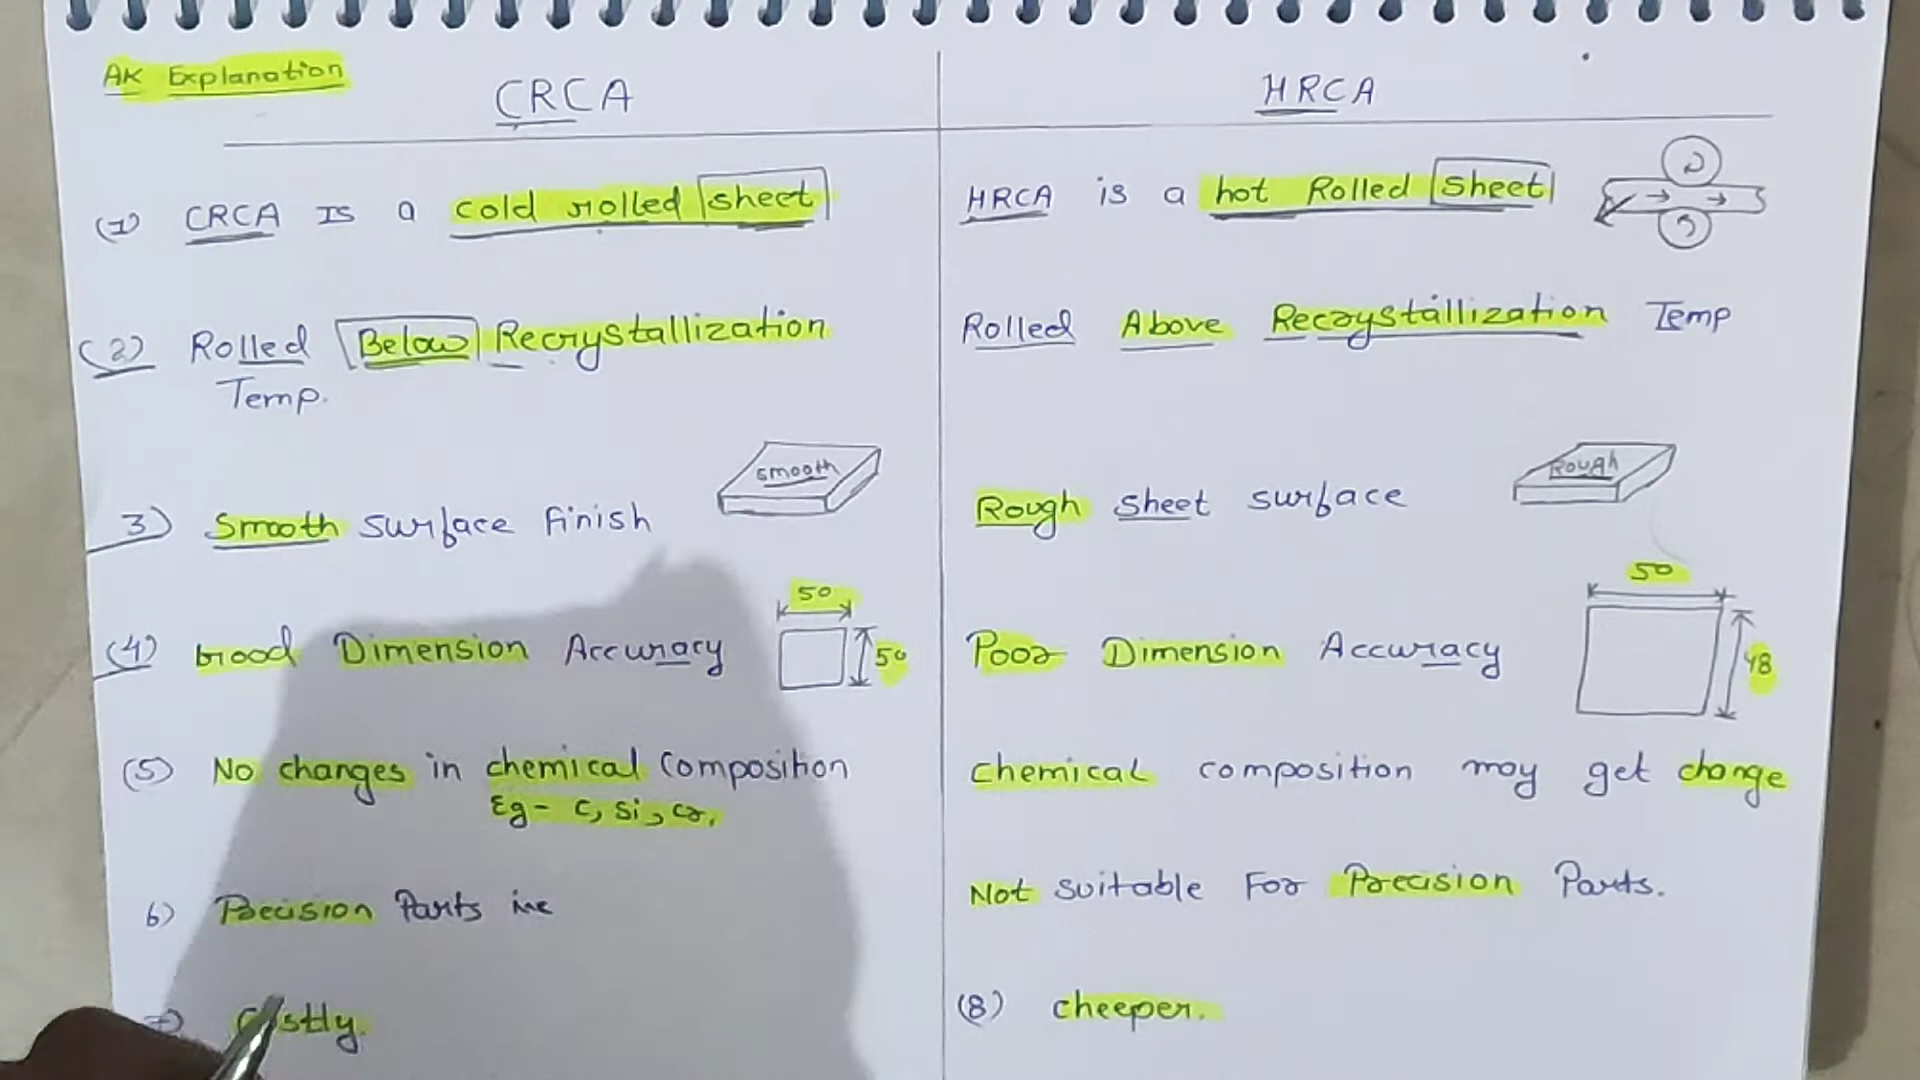 AK Explanation
CRCA
HRCA
(1) CRCA IS a cold rolled sheet
HRCA is a hot Rolled Sheet
(2) Rolled Below Recrystallization
Temp.
Rolled Above Recrystallization Temp
smooth
3) Smooth surface Finish
ROUGH
Rough Sheet surface
50
(4) Good Dimension Accuracy
50
50
Poor Dimension Accuracy
48
(5) No changes in chemical Composition
Eg- C, Si, Cr,
chemical composition may get change
6) Precision Parts
Not suitable For Precision Parts.
7) Costly.
(8) cheeper.